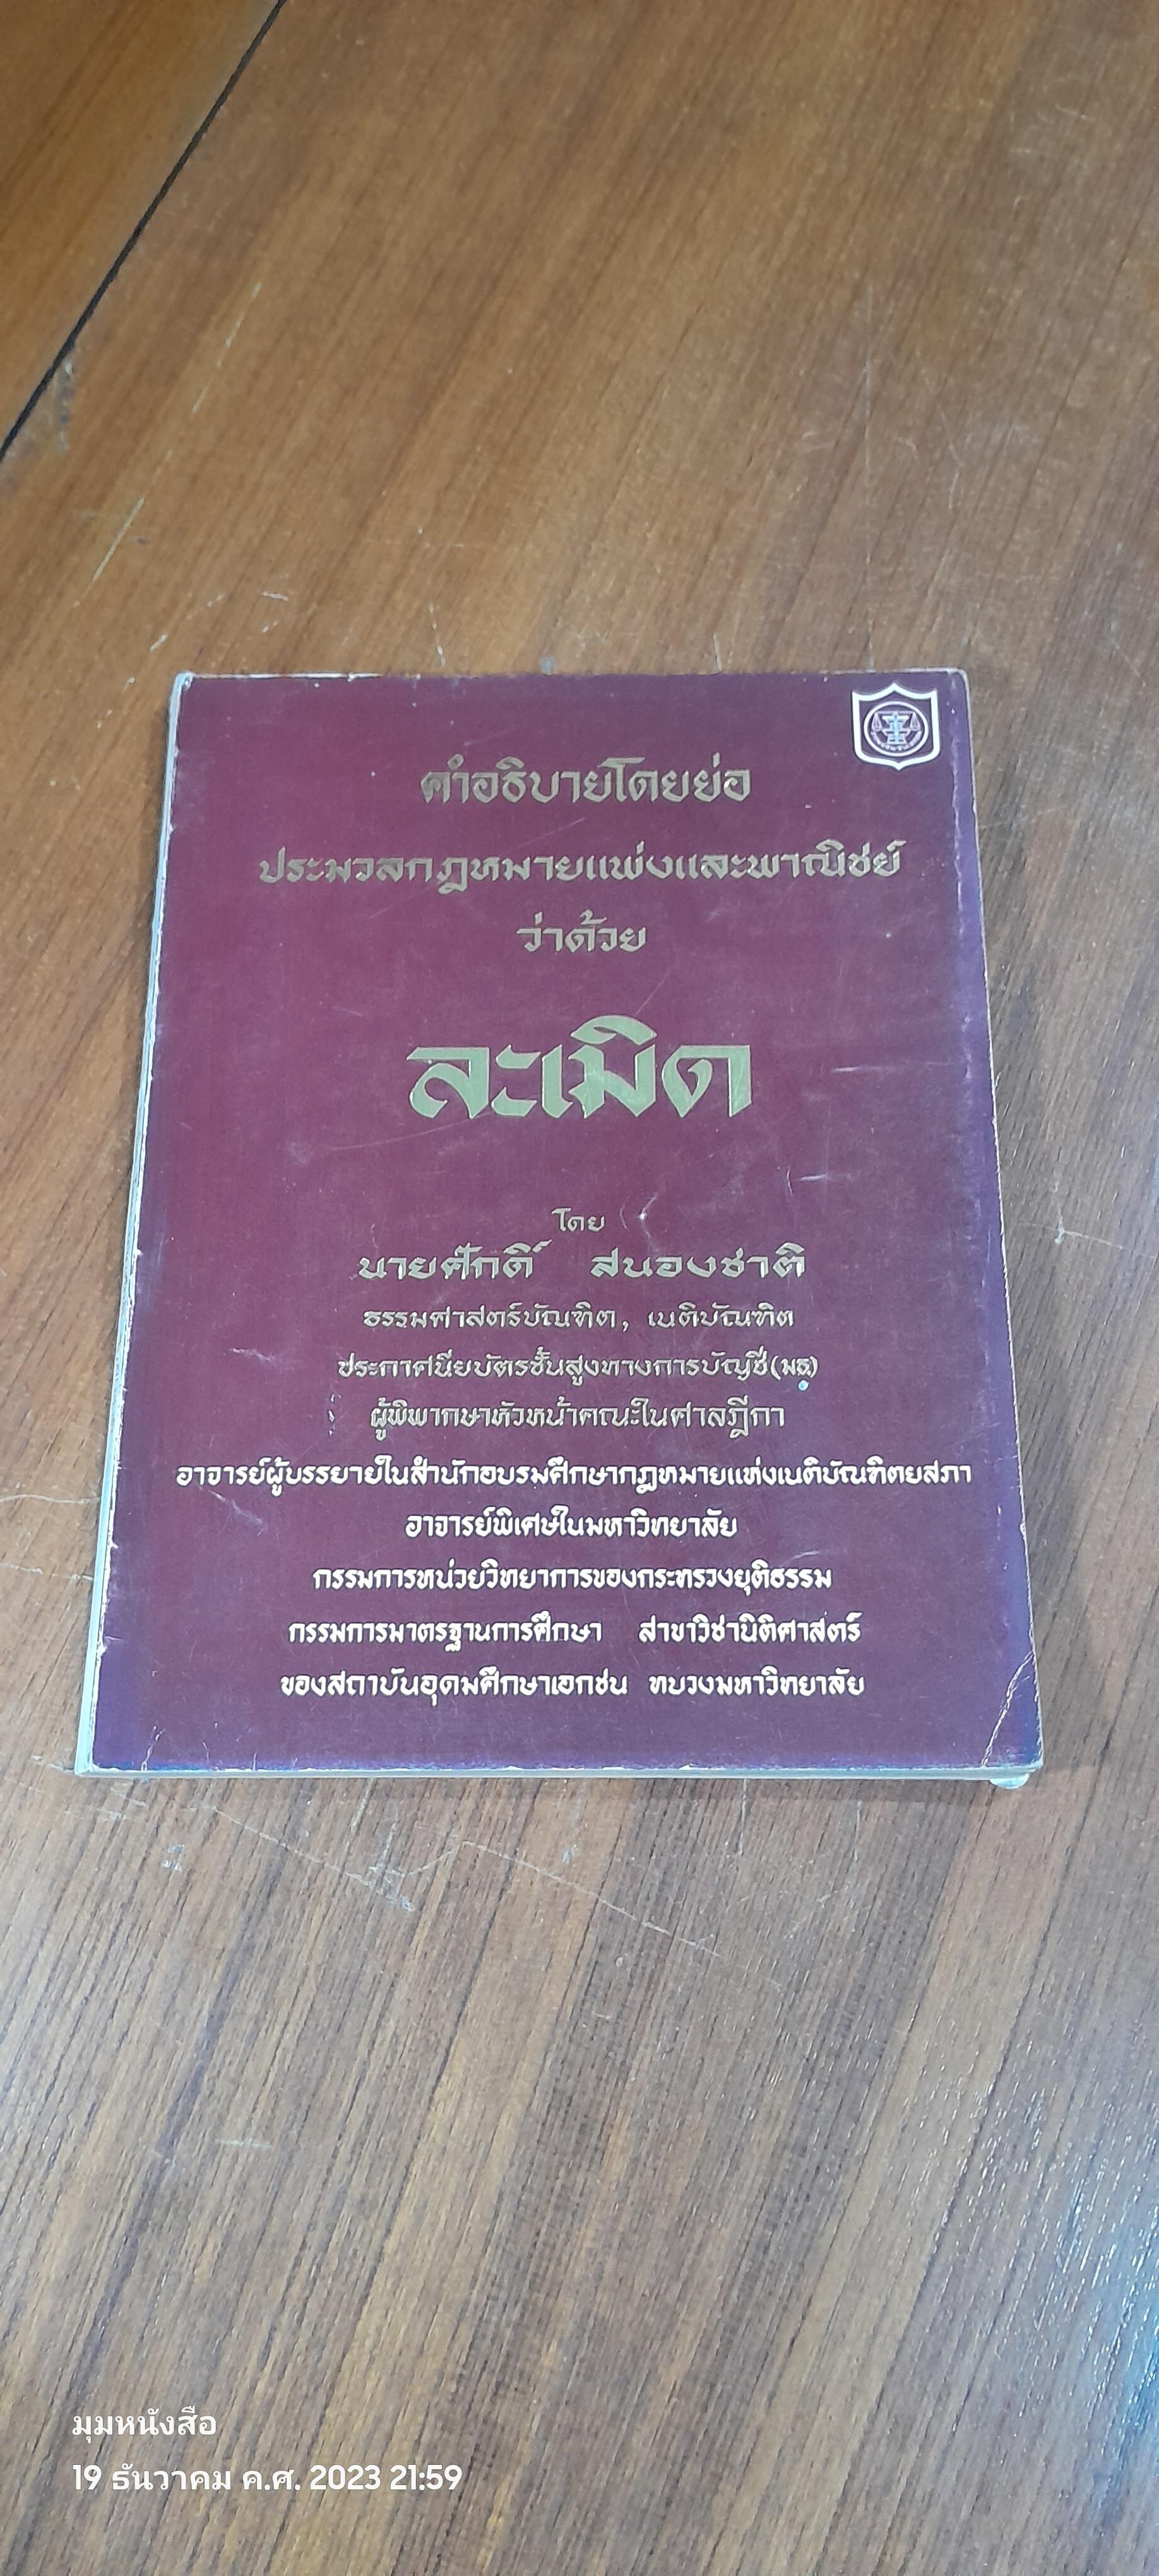 คำอธิบายโดยย่อ
ประมวลกฎหมายแพ่งและพาณิชย์
ว่าด้วย
ละเมิด
โดย
นายศักดิ์ สนองชาติ
ธรรมศาสตร์บัณฑิต, เนติบัณฑิต
ประกาศนียบัตรชั้นสูงทางการบัญชี(มธ.)
ผู้พิพากษาหัวหน้าคณะในศาลฎีกา
อาจารย์ผู้บรรยายในสำนักอบรมศึกษากฎหมายแห่งเนติบัณฑิตยสภา
อาจารย์พิเศษในมหาวิทยาลัย
กรรมการหน่วยวิทยาการของกระทรวงยุติธรรม
กรรมการมาตรฐานการศึกษา สาขาวิชานิติศาสตร์
ของสถาบันอุดมศึกษาเอกชน ทบวงมหาวิทยาลัย
มุมหนังสือ
19 ธันวาคม ค.ศ. 2023 21:59